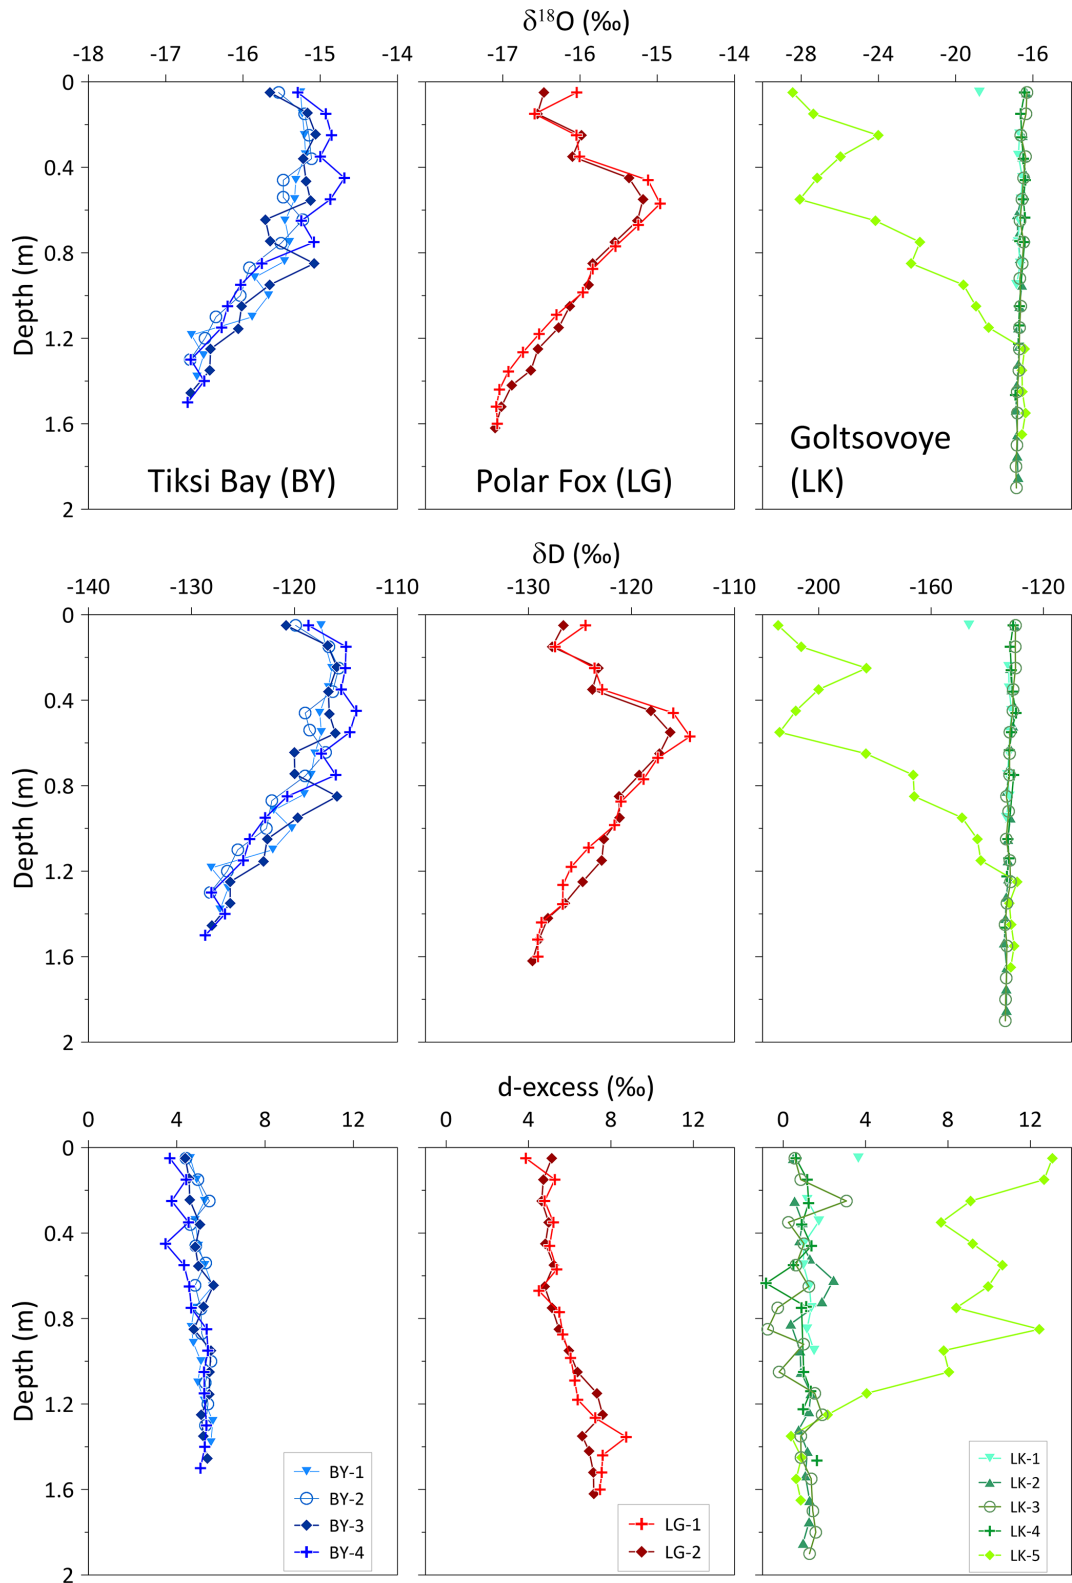 δ¹⁸O (‰)
-18 -17 -16 -15 -14 -17 -16 -15 -14 -28 -24 -20 -16
0
0.4
0.8
1.2
1.6
2
Depth (m)
Tiksi Bay (BY)
Polar Fox (LG)
Goltsovoye
(LK)
δD (‰)
-140 -130 -120 -110 -130 -120 -110 -200 -160 -120
0
0.4
0.8
1.2
1.6
2
Depth (m)
d-excess (‰)
0 4 8 12 0 4 8 12 0 4 8 12
0
0.4
0.8
1.2
1.6
2
Depth (m)
BY-1
BY-2
BY-3
BY-4
LG-1
LG-2
LK-1
LK-2
LK-3
LK-4
LK-5